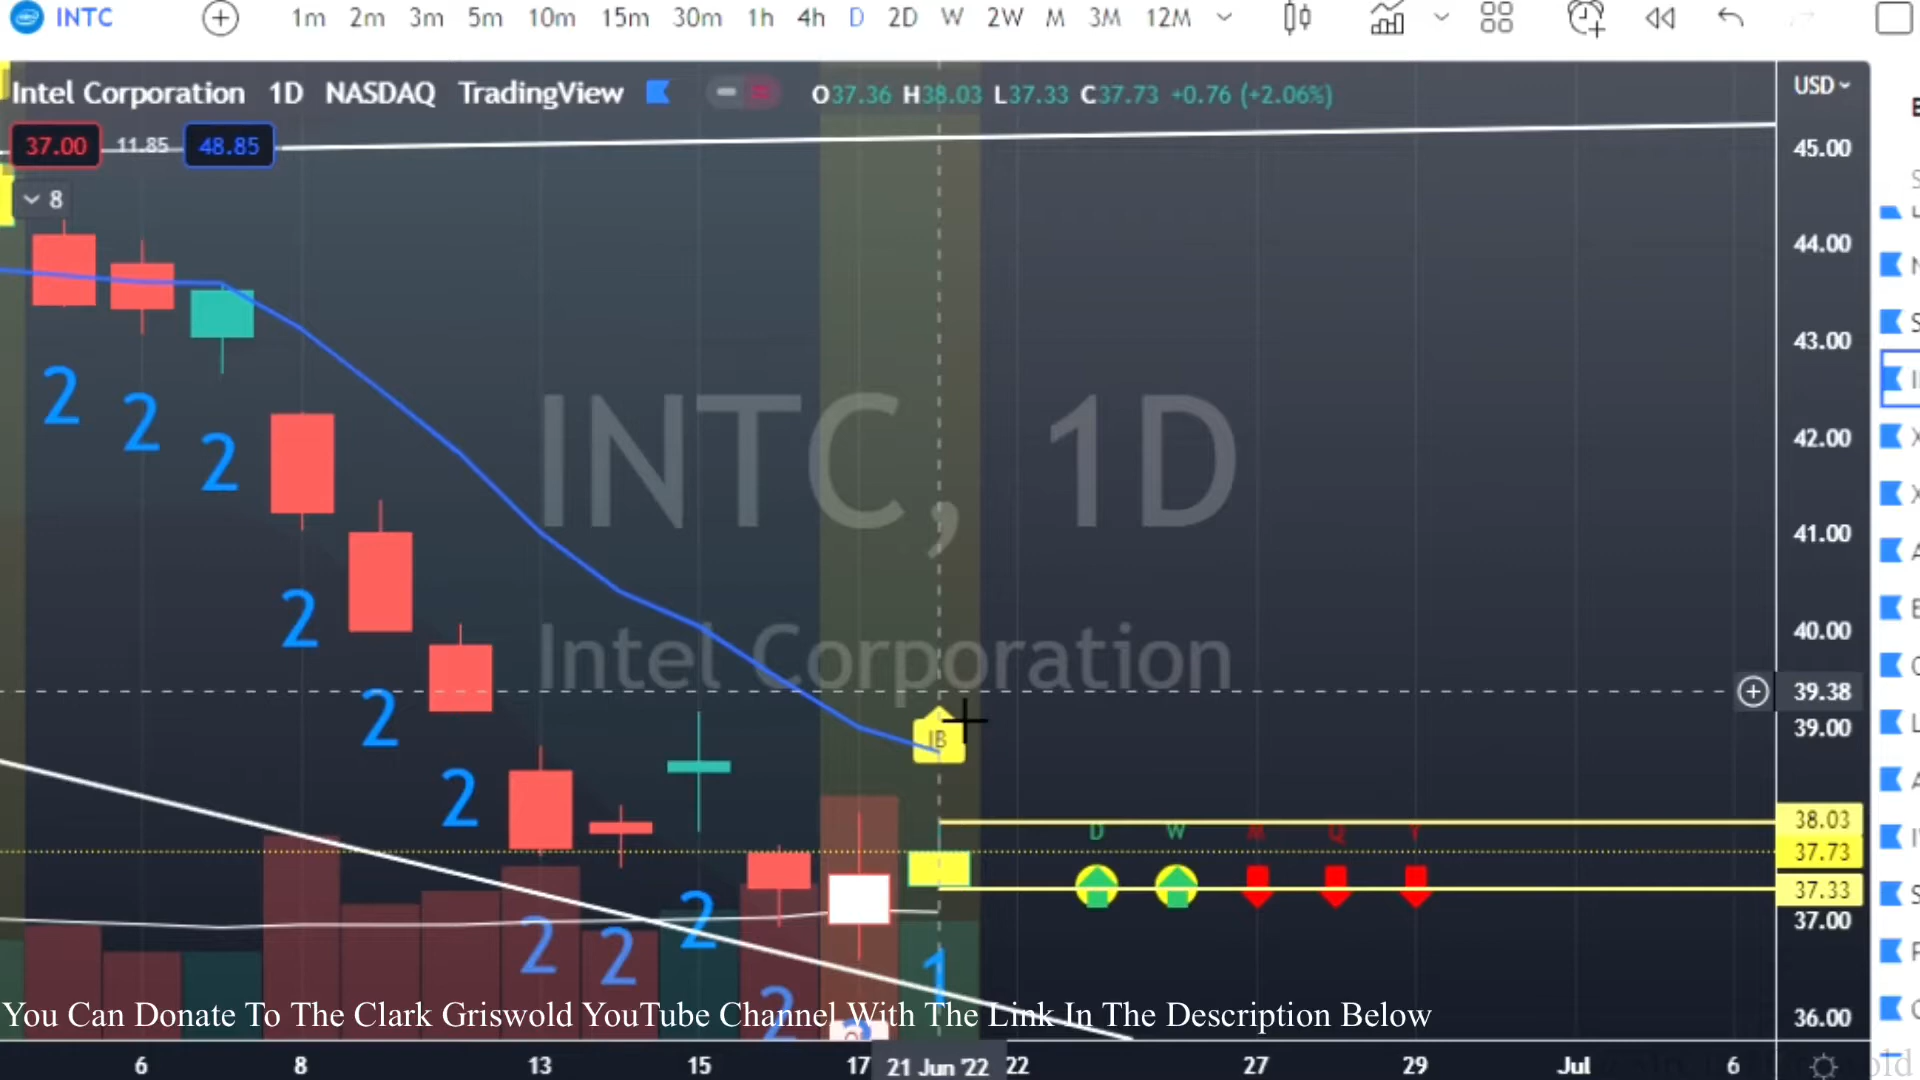 INTC 1m 2m 3m 5m 10m 15m 30m 1h 4h D 2D W 2W M 3M 12M
Intel Corporation 1D NASDAQ TradingView O37.36 H38.03 L37.33 C37.73 +0.76 (+2.06%)
USD
37.00 11.85 48.85
45.00
8
44.00
43.00
2 2 2
INTC, 1D
42.00
41.00
2
40.00
Intel Corporation
39.38
2
39.00
IB
2
38.03
D W M Q Y
37.73
37.33
37.00
2 2 2
1
2
You Can Donate To The Clark Griswold YouTube Channel With The Link In The Description Below
36.00
6 8 13 15 17 21 Jun '22 22 27 29 Jul 6